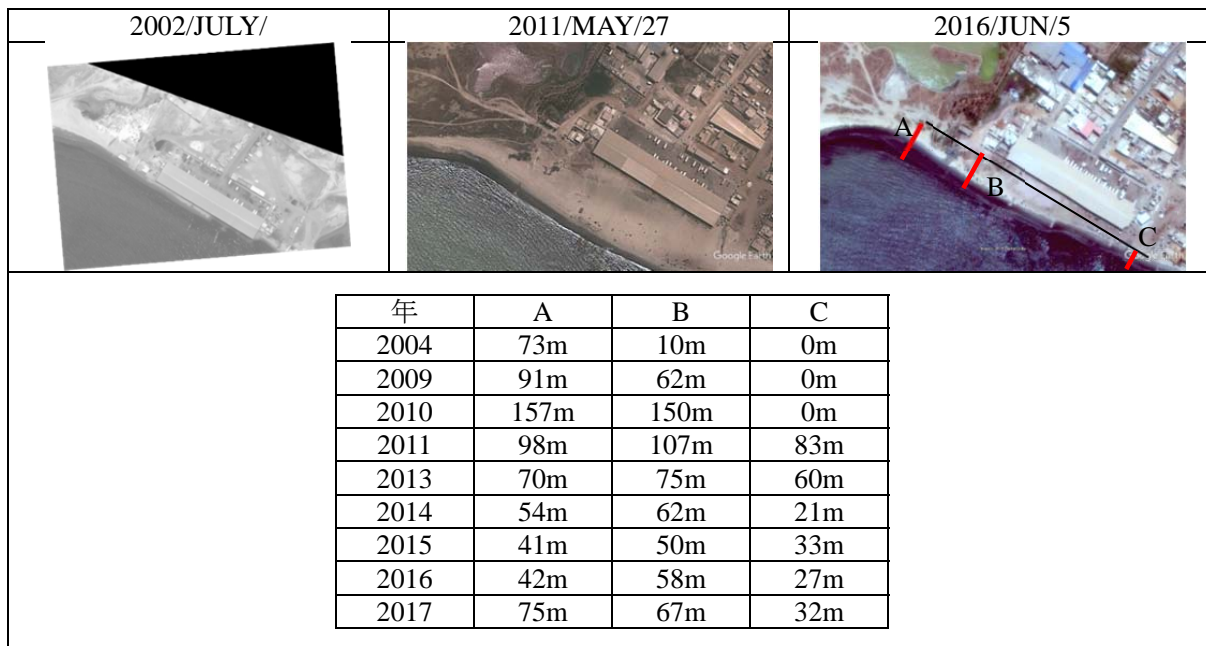 2002/JULY/ 2011/MAY/27 2016/JUN/5
Google Earth
A
B
C
年 A B C
2004 73m 10m 0m
2009 91m 62m 0m
2010 157m 150m 0m
2011 98m 107m 83m
2013 70m 75m 60m
2014 54m 62m 21m
2015 41m 50m 33m
2016 42m 58m 27m
2017 75m 67m 32m